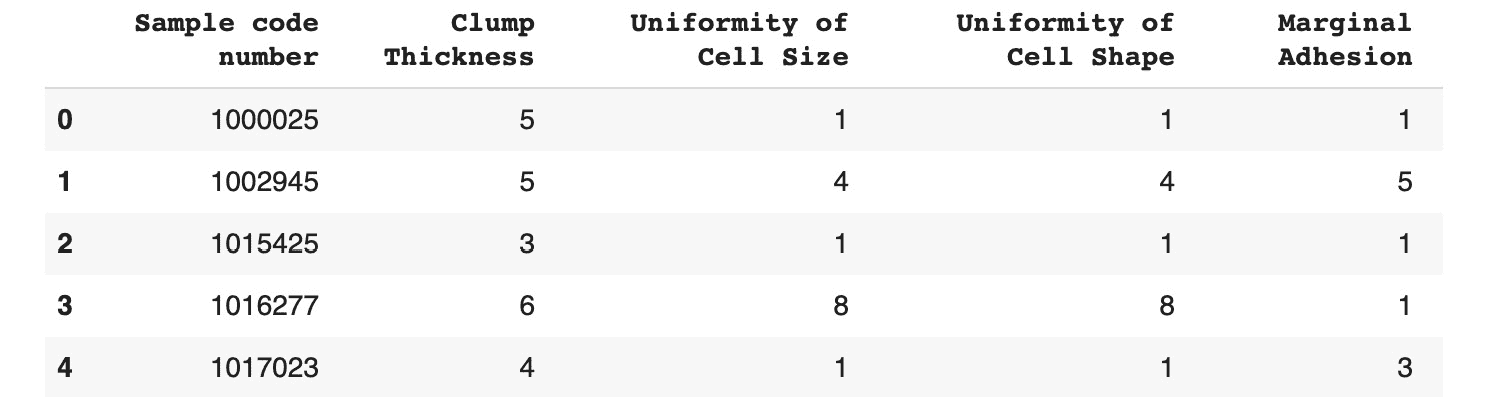 Sample code Clump Uniformity of Uniformity of Marginal
number Thickness Cell Size Cell Shape Adhesion
0 1000025 5 1 1 1
1 1002945 5 4 4 5
2 1015425 3 1 1 1
3 1016277 6 8 8 1
4 1017023 4 1 1 3